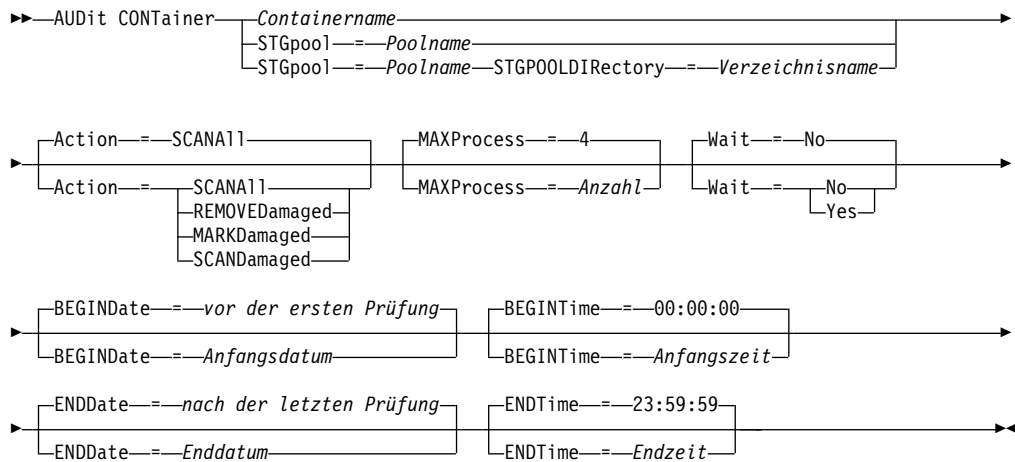 AUDit CONTainer Containername
STGpool = Poolname
STGpool = Poolname STGPOOLDIRectory = Verzeichnisname
Action = SCANAll MAXProcess = 4 Wait = No
Action = SCANAll MAXProcess = Anzahl Wait = No
REMOVEDamaged Yes
MARKDamaged
SCANDamaged
BEGINDate = vor der ersten Prüfung BEGINTime = 00:00:00
BEGINDate = Anfangsdatum BEGINTime = Anfangszeit
ENDDate = nach der letzten Prüfung ENDTime = 23:59:59
ENDDate = Enddatum ENDTime = Endzeit